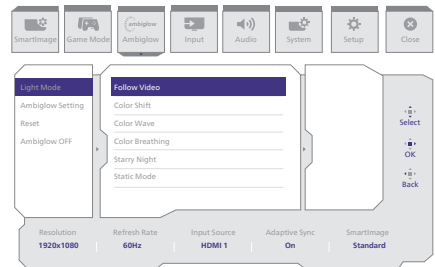 ambiglow
SmartImage Game Mode Ambiglow Input Audio System Setup Close
Light Mode
Ambiglow Setting
Reset
Ambiglow OFF
Follow Video
Color Shift
Color Wave
Color Breathing
Starry Night
Static Mode
Select
OK
Back
Resolution Refresh Rate Input Source Adaptive Sync SmartImage
1920x1080 60Hz HDMI 1 On Standard